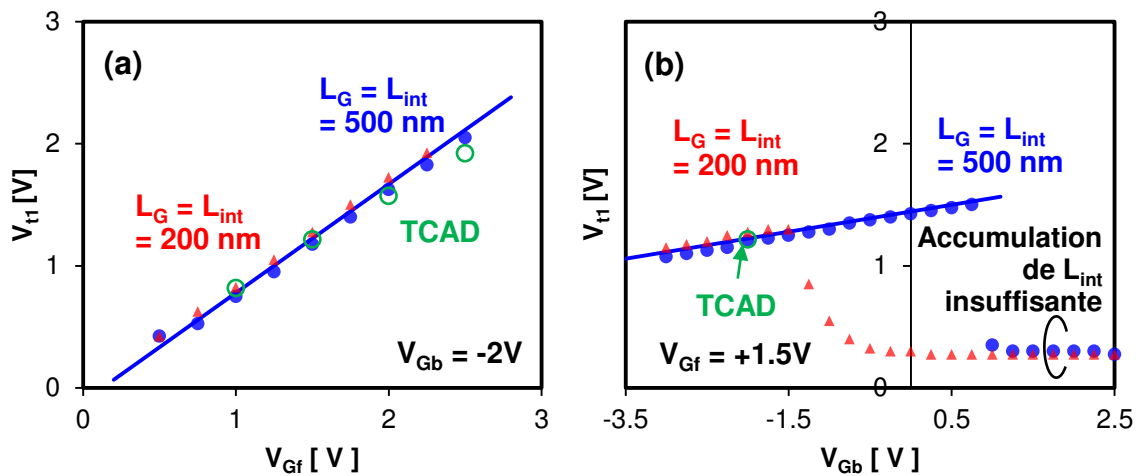 (a)
L_G = L_int
= 500 nm
L_G = L_int
= 200 nm
TCAD
V_Gb = -2V
V_t1 [V]
3
2
1
0
0
1
2
3
V_Gf [ V ]
(b)
L_G = L_int
= 200 nm
L_G = L_int
= 500 nm
Accumulation
de L_int
insuffisante
TCAD
V_Gf = +1.5V
V_t1 [V]
3
2
1
0
-3.5
-1.5
0.5
2.5
V_Gb [ V ]